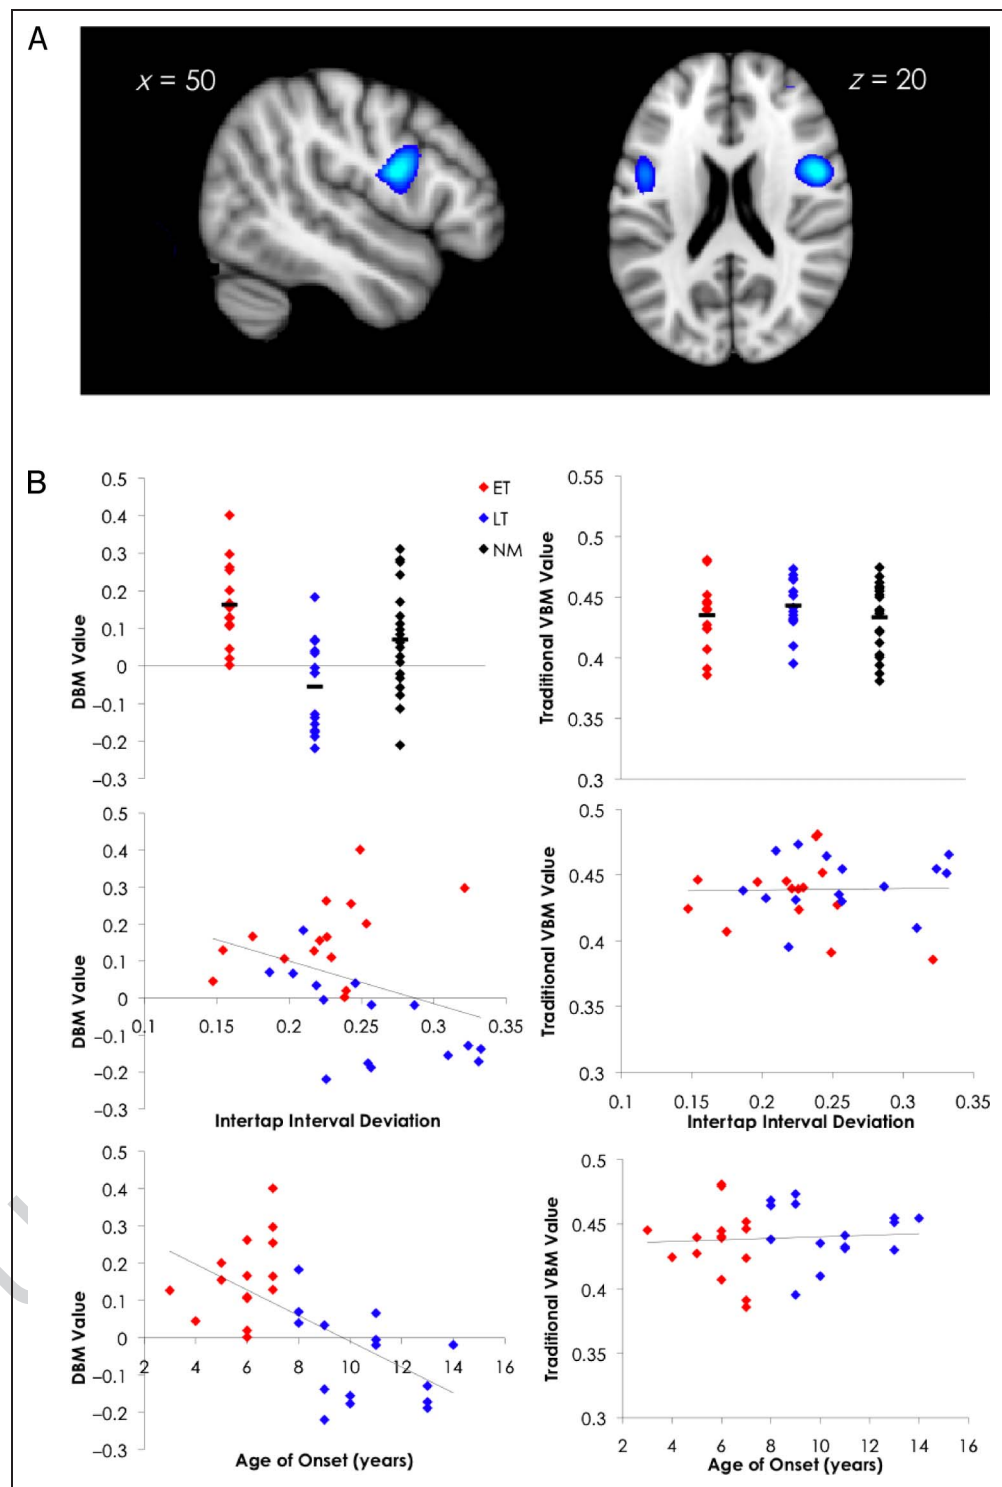 A
x = 50
z = 20
B
0.5
0.4
0.3
0.2
0.1
0
−0.1
−0.2
−0.3
DBM Value
ET
LT
NM
0.55
0.5
0.45
0.4
0.35
0.3
Traditional VBM Value
0.5
0.4
0.3
0.2
0.1
0
−0.1
−0.2
−0.3
DBM Value
0.1 0.15 0.2 0.25 0.3 0.35
Intertap Interval Deviation
0.5
0.45
0.4
0.35
0.3
Traditional VBM Value
0.1 0.15 0.2 0.25 0.3 0.35
Intertap Interval Deviation
0.5
0.4
0.3
0.2
0.1
0
−0.1
−0.2
−0.3
DBM Value
2 4 6 8 10 12 14 16
Age of Onset (years)
0.5
0.45
0.4
0.35
0.3
Traditional VBM Value
2 4 6 8 10 12 14 16
Age of Onset (years)